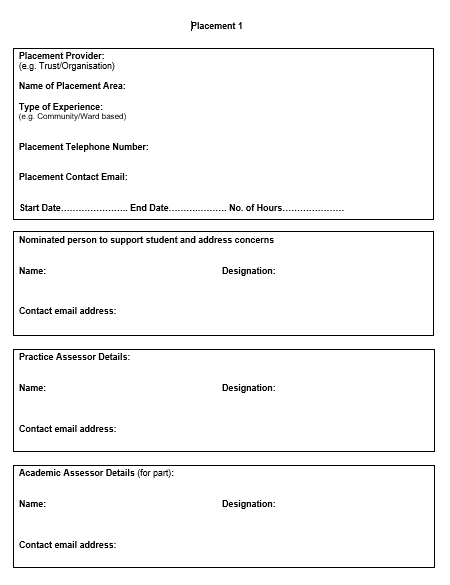 Placement 1
Placement Provider:
(e.g. Trust/Organisation)
Name of Placement Area:
Type of Experience:
(e.g. Community/Ward based)
Placement Telephone Number:
Placement Contact Email:
Start Date…………………. End Date……………….. No. of Hours…………………
Nominated person to support student and address concerns
Name: Designation:
Contact email address:
Practice Assessor Details:
Name: Designation:
Contact email address:
Academic Assessor Details (for part):
Name: Designation:
Contact email address: